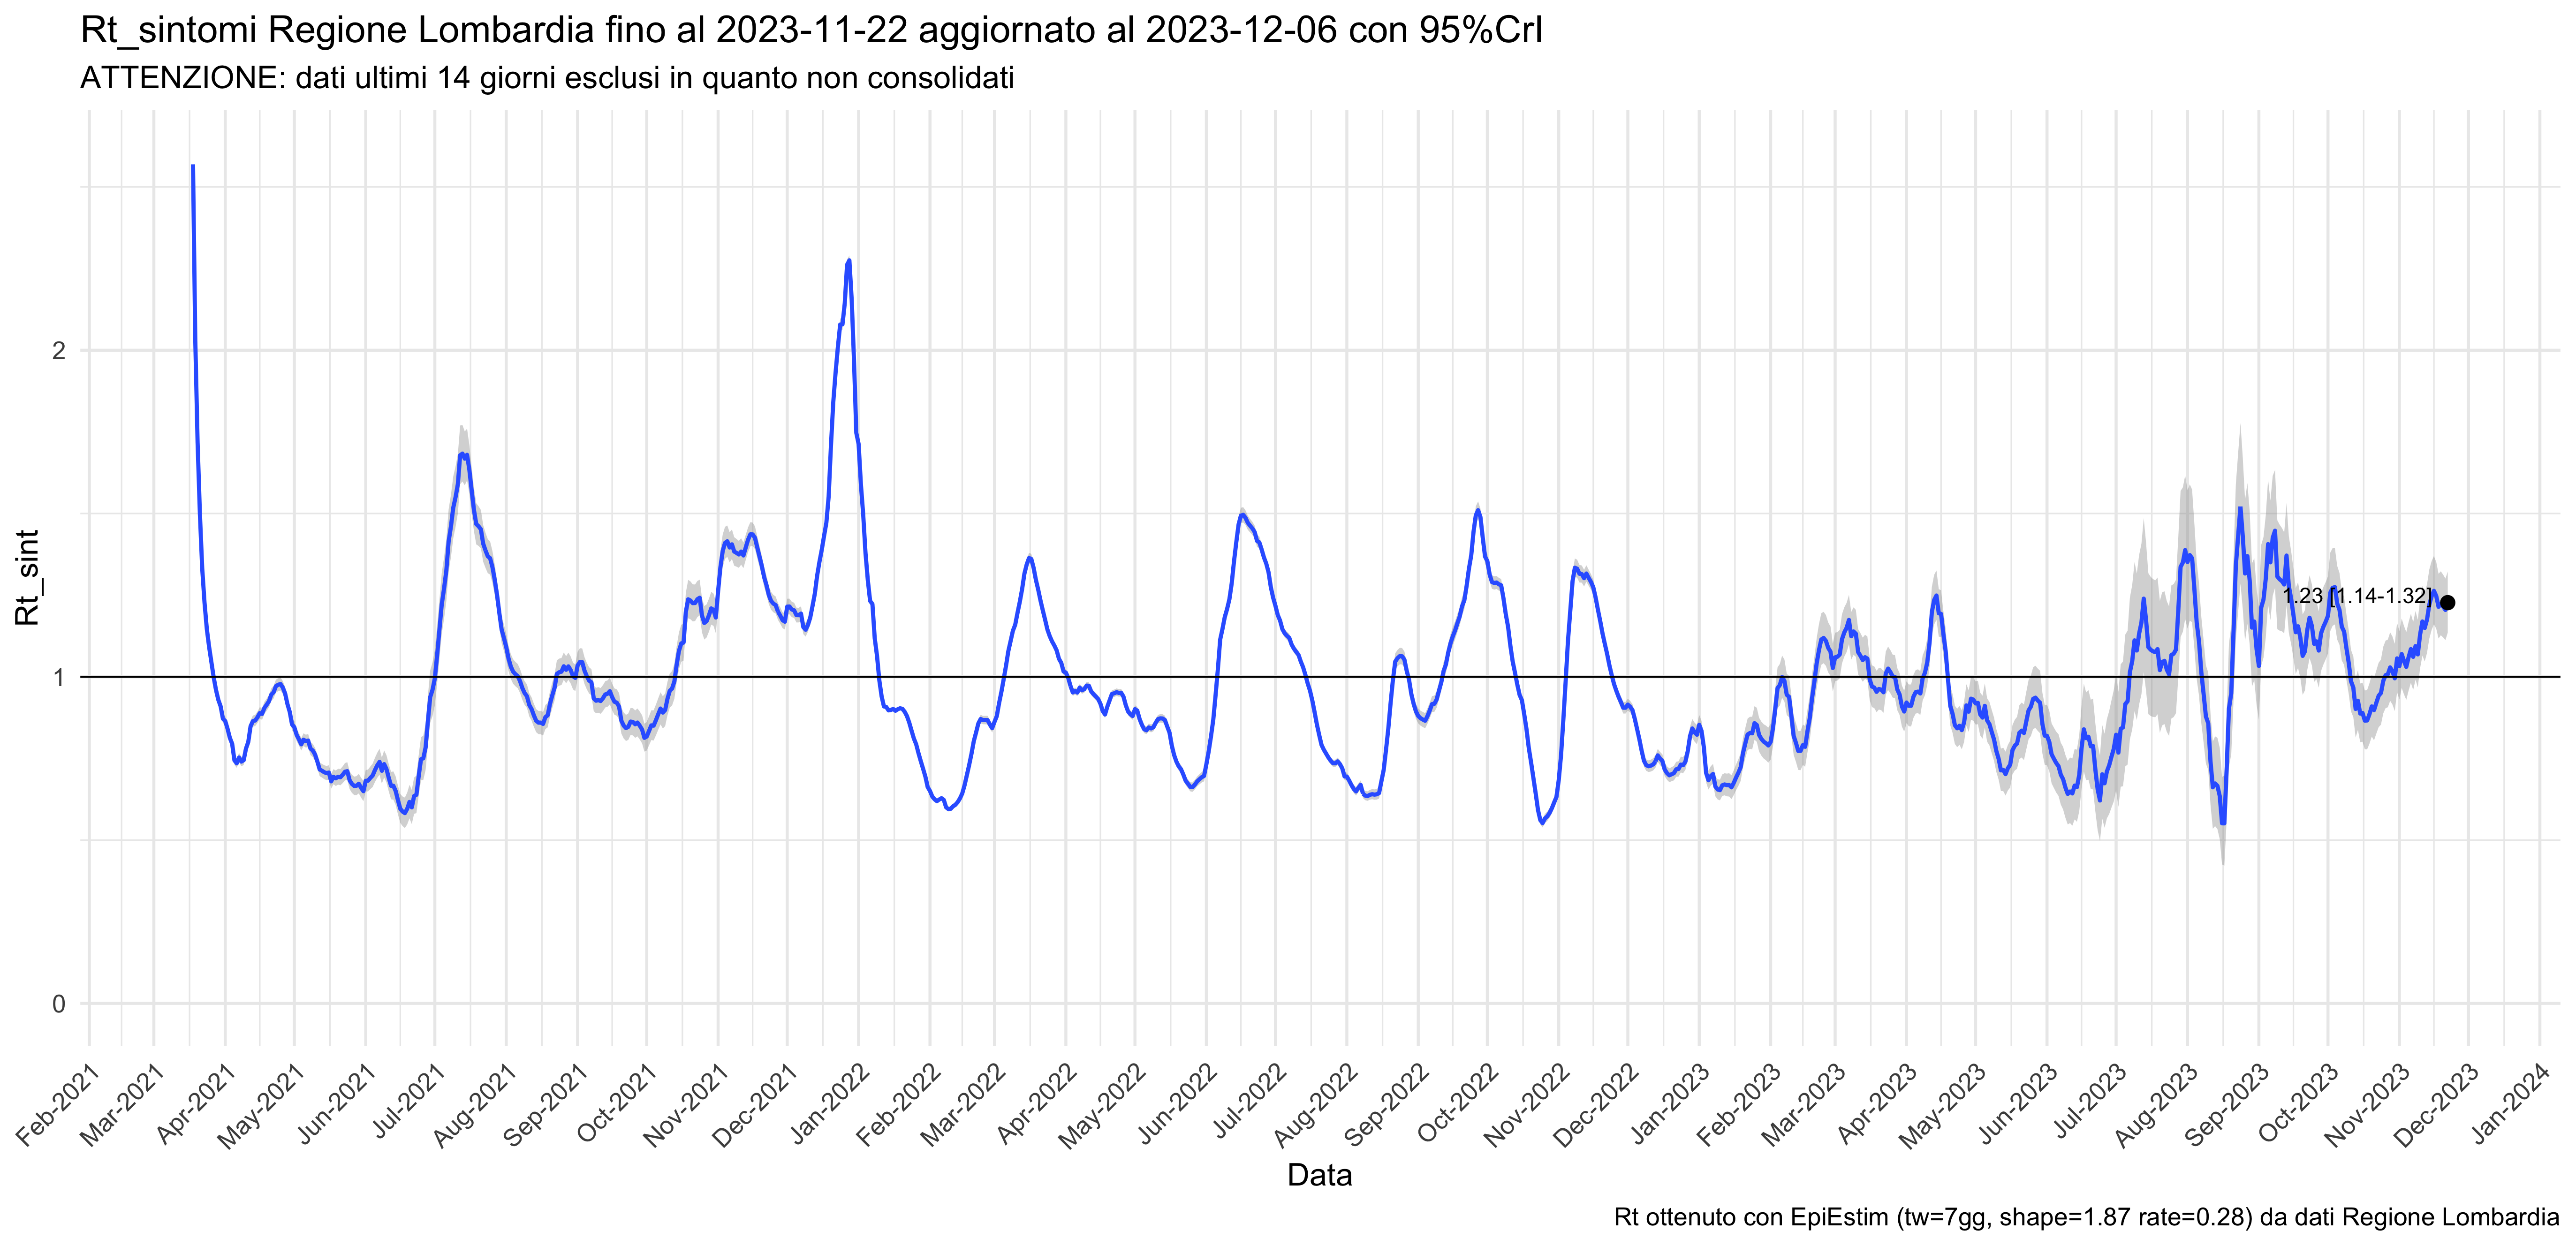 Rt_sintomi Regione Lombardia fino al 2023-11-22 aggiornato al 2023-12-06 con 95%CrI
ATTENZIONE: dati ultimi 14 giorni esclusi in quanto non consolidati
Rt_sint
2
1
0
1.23 [1.14-1.32]
Feb-2021
Mar-2021
Apr-2021
May-2021
Jun-2021
Jul-2021
Aug-2021
Sep-2021
Oct-2021
Nov-2021
Dec-2021
Jan-2022
Feb-2022
Mar-2022
Apr-2022
May-2022
Jun-2022
Jul-2022
Aug-2022
Sep-2022
Oct-2022
Nov-2022
Dec-2022
Jan-2023
Feb-2023
Mar-2023
Apr-2023
May-2023
Jun-2023
Jul-2023
Aug-2023
Sep-2023
Oct-2023
Nov-2023
Dec-2023
Jan-2024
Data
Rt ottenuto con EpiEstim (tw=7gg, shape=1.87 rate=0.28) da dati Regione Lombardia